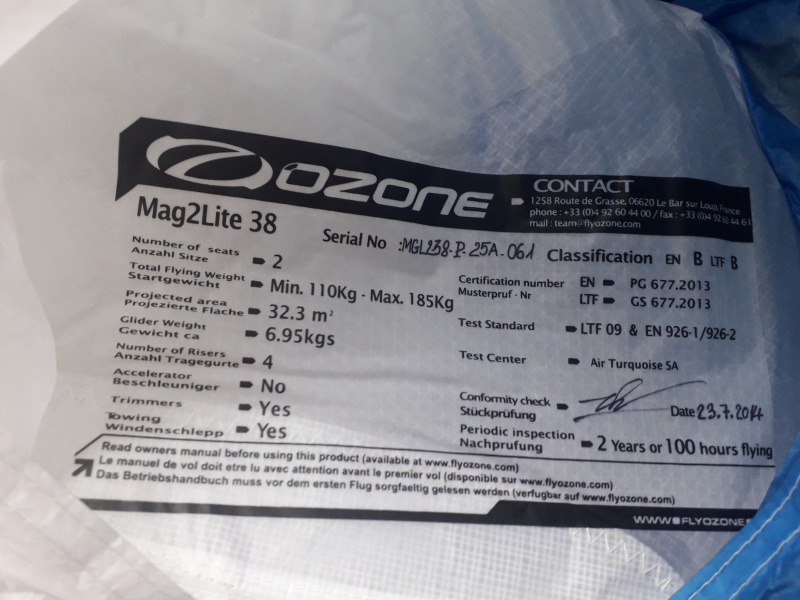 OZONE
CONTACT
1258 Route de Grasse, 06620 Le Bar sur Loup, France
phone : +33 (0)4 92 60 44 00 / fax : +33 (0)4 92 60 44 61
mail : team@flyozone.com
Mag2Lite 38
Serial No :MGL238-P-25A-061
Classification EN B LTF B
Number of seats
Anzahl Sitze 2
Total Flying Weight
Startgewicht Min. 110Kg - Max. 185Kg
Projected area
Projezierte Flache 32.3 m²
Glider Weight
Gewicht ca 6.95kgs
Number of Risers
Anzahl Tragegurte 4
Accelerator
Beschleuniger No
Trimmers Yes
Towing
Windenschlepp Yes
Certification number EN PG 677.2013
Musterpruf - Nr LTF GS 677.2013
Test Standard LTF 09 & EN 926-1/926-2
Test Center Air Turquoise SA
Conformity check
Stückprüfung Date 23.7.2014
Periodic inspection
Nachprufung 2 Years or 100 hours flying
Read owners manual before using this product (available at www.flyozone.com)
Le manuel de vol doit etre lu avec attention avant le premier vol (disponible sur www.flyozone.com)
Das Betriebshandbuch muss vor dem ersten Flug sorgfaeltig gelesen werden (verfugbar auf www.flyozone.com)
WWW.FLYOZONE